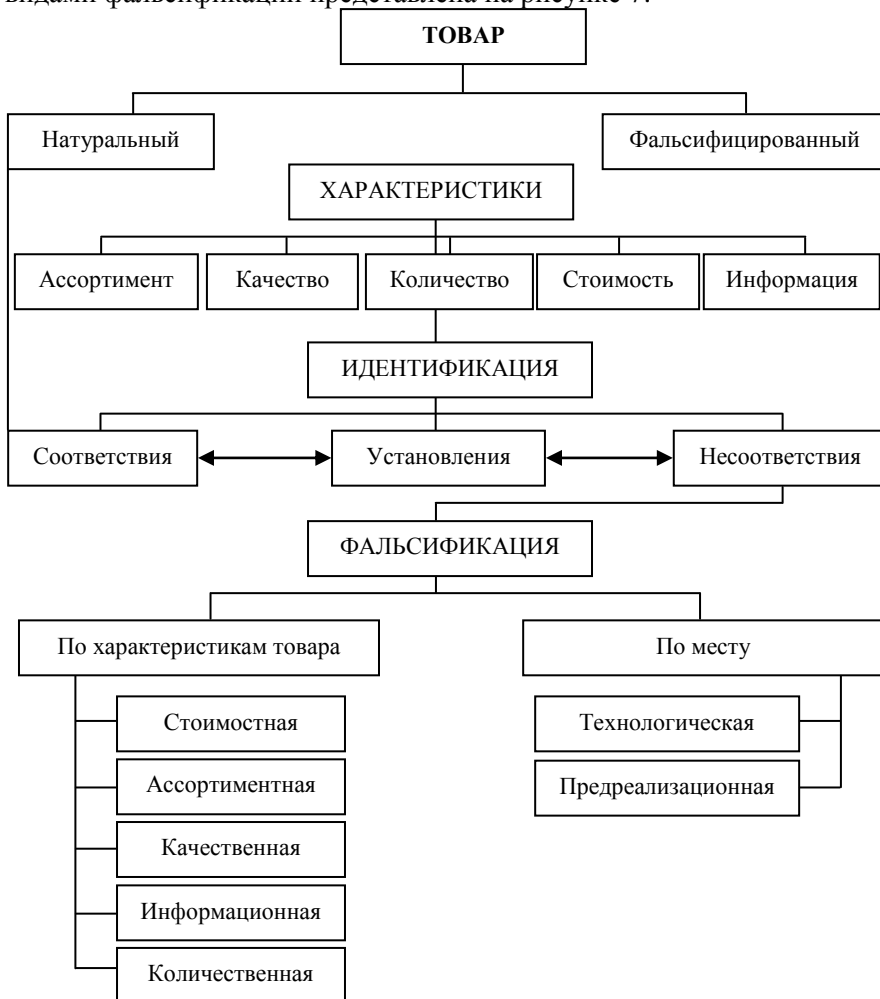 видами фальсификации представлена на рисунке 7.
ТОВАР
Натуральный
Фальсифицированный
ХАРАКТЕРИСТИКИ
Ассортимент
Качество
Количество
Стоимость
Информация
ИДЕНТИФИКАЦИЯ
Соответствия
Установления
Несоответствия
ФАЛЬСИФИКАЦИЯ
По характеристикам товара
По месту
Стоимостная
Технологическая
Ассортиментная
Предреализационная
Качественная
Информационная
Количественная